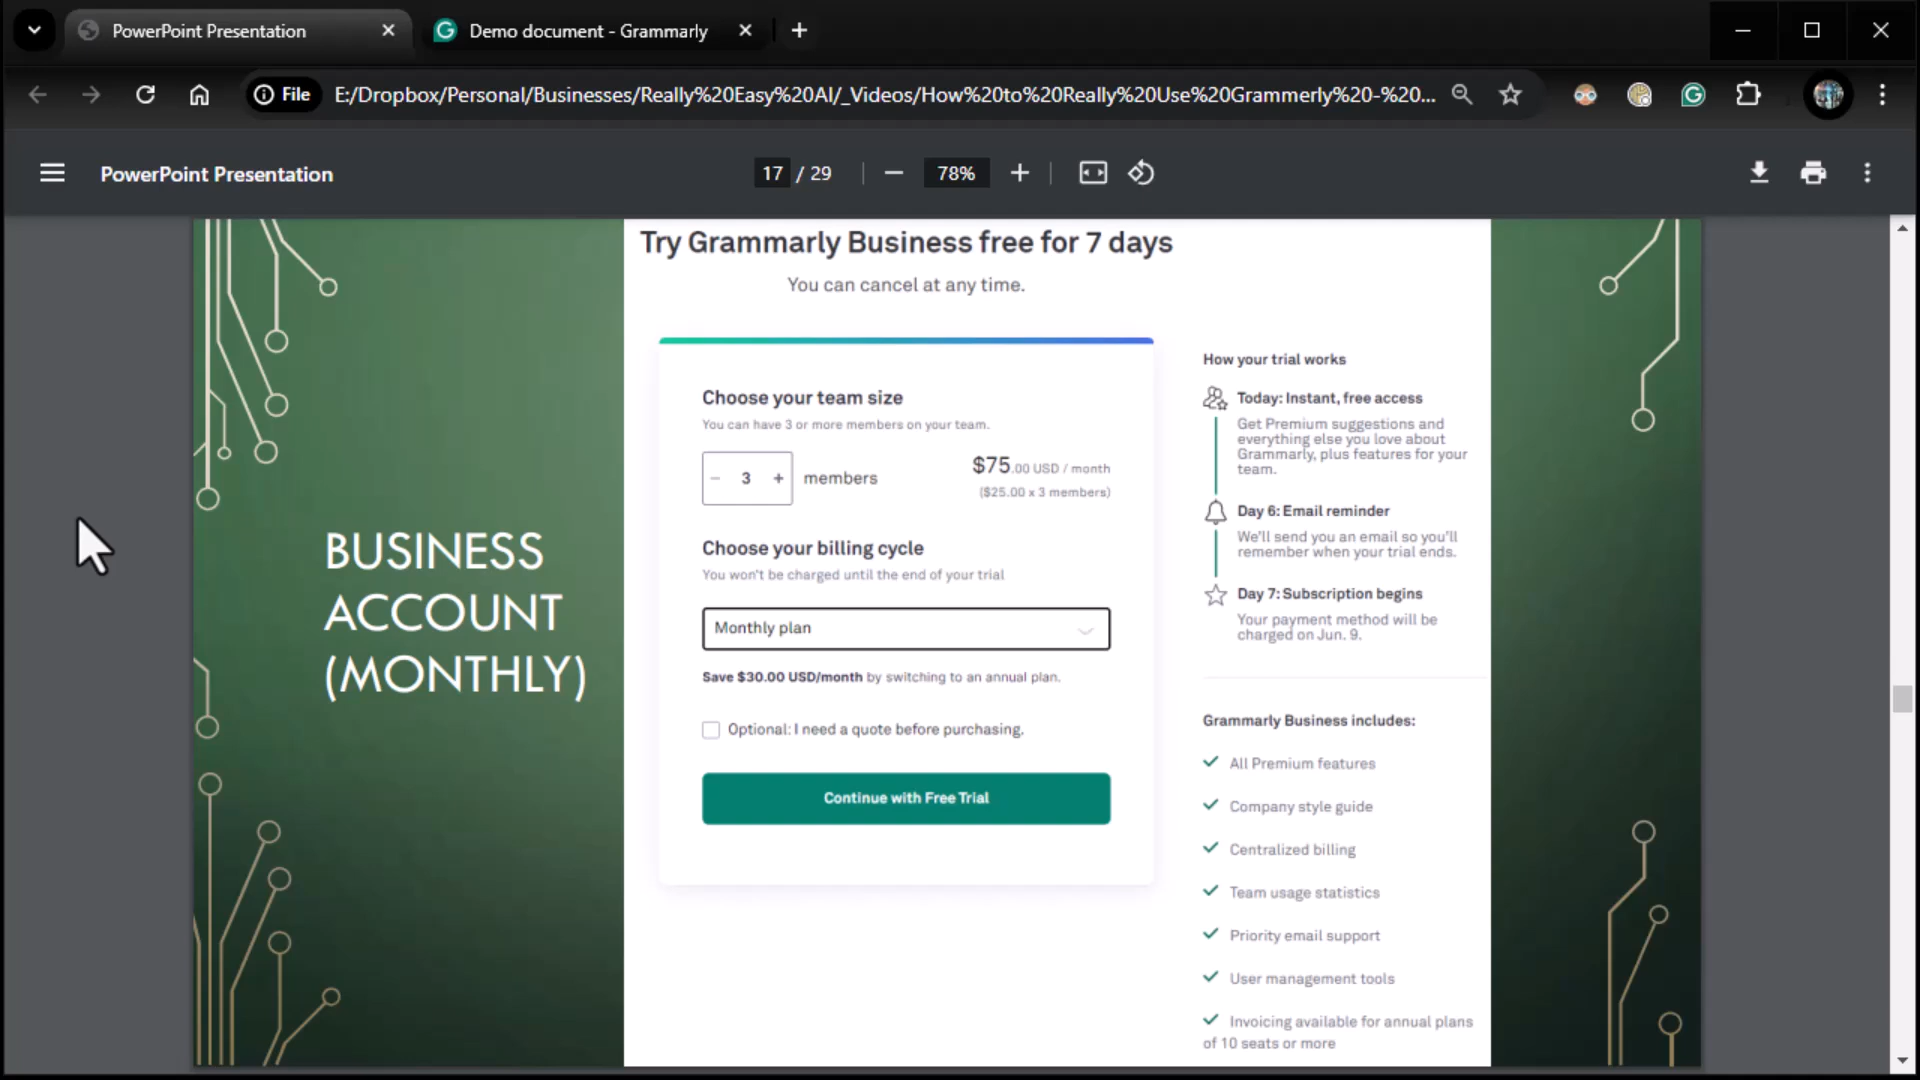 PowerPoint Presentation
Demo document - Grammarly
File
E:/Dropbox/Personal/Businesses/Really%20Easy%20AI/_Videos/How%20to%20Really%20Use%20Grammerly%20-%20...
PowerPoint Presentation
17 / 29
78%
BUSINESS
ACCOUNT
(MONTHLY)
Try Grammarly Business free for 7 days
You can cancel at any time.
Choose your team size
You can have 3 or more members on your team.
− 3 + members
$75.00 USD / month
($25.00 x 3 members)
Choose your billing cycle
You won't be charged until the end of your trial
Monthly plan
Save $30.00 USD/month by switching to an annual plan.
Optional: I need a quote before purchasing.
Continue with Free Trial
How your trial works
Today: Instant, free access
Get Premium suggestions and
everything else you love about
Grammarly, plus features for your
team.
Day 6: Email reminder
We'll send you an email so you'll
remember when your trial ends.
Day 7: Subscription begins
Your payment method will be
charged on Jun. 9.
Grammarly Business includes:
All Premium features
Company style guide
Centralized billing
Team usage statistics
Priority email support
User management tools
Invoicing available for annual plans
of 10 seats or more